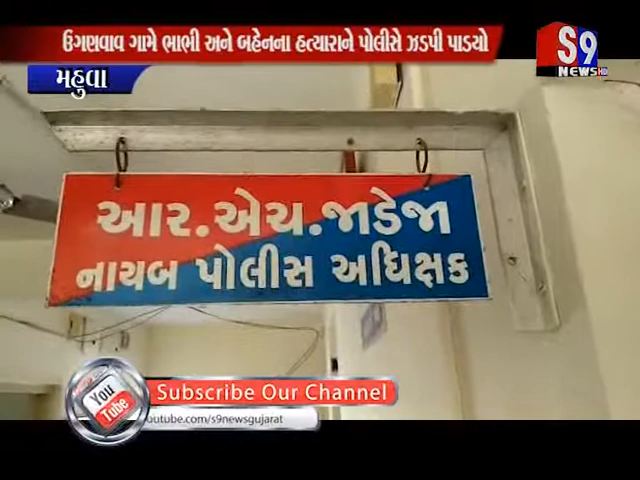 ઉગણવાવ ગામે ભાભી અને બહેનના હત્યારાને પોલીસે ઝડપી પાડયો
S9
NEWS HD
મહુવા
આર.એચ.જાડેજા
નાયબ પોલીસ અધિક્ષક
You
Tube
Subscribe Our Channel
outube.com/s9newsgujarat